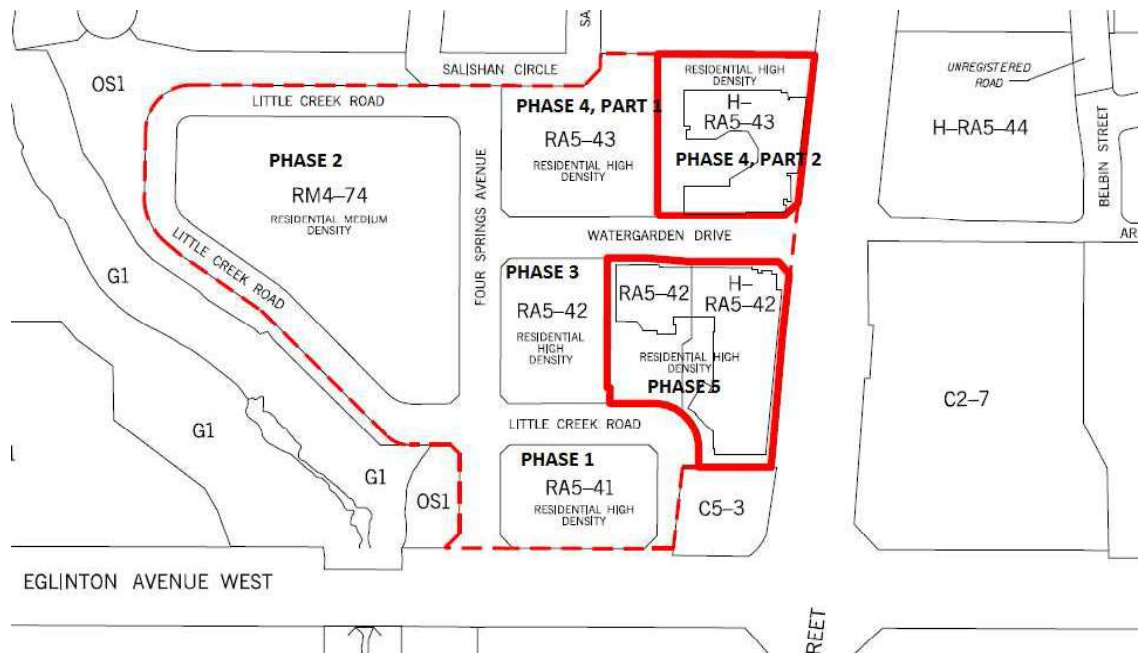 SA
SALISHAN CIRCLE
OS1
LITTLE CREEK ROAD
RESIDENTIAL HIGH
DENSITY
H-
RA5-43
PHASE 4, PART 2
PHASE 4, PART 1
RA5-43
RESIDENTIAL HIGH
DENSITY
UNREGISTERED
ROAD
H-RA5-44
BELBIN STREET
AR
PHASE 2
RM4-74
RESIDENTIAL MEDIUM
DENSITY
FOUR SPRINGS AVENUE
WATERGARDEN DRIVE
LITTLE CREEK ROAD
G1
PHASE 3
RA5-42
RESIDENTIAL
HIGH
DENSITY
RA5-42
H-
RA5-42
RESIDENTIAL HIGH
DENSITY
PHASE 5
C2-7
G1
LITTLE CREEK ROAD
1
G1
OS1
PHASE 1
RA5-41
RESIDENTIAL HIGH
DENSITY
C5-3
EGLINTON AVENUE WEST
REET